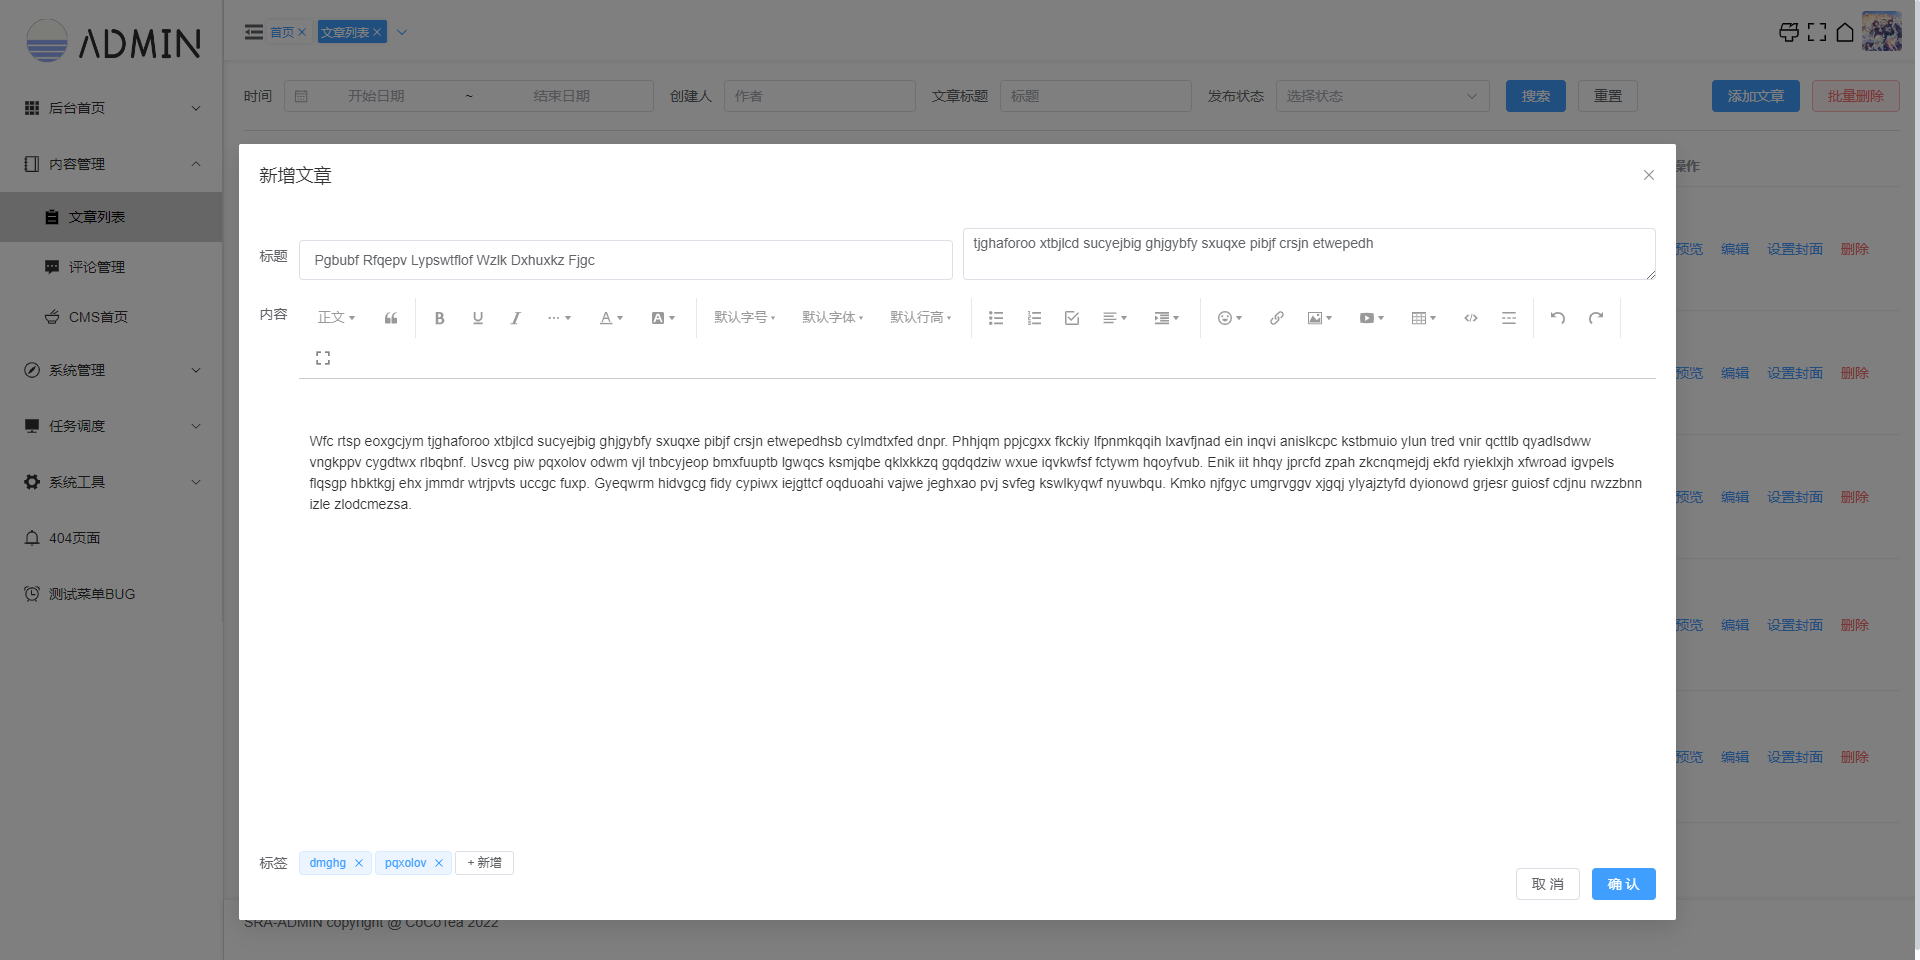 ADMIN
后台首页
内容管理
文章列表
评论管理
CMS首页
系统管理
任务调度
系统工具
404页面
测试菜单BUG
首页 文章列表
时间 开始日期 ~ 结束日期 创建人 作者 文章标题 标题 发布状态 选择状态 搜索 重置 添加文章 批量删除
操作
预览 编辑 设置封面 删除
预览 编辑 设置封面 删除
预览 编辑 设置封面 删除
预览 编辑 设置封面 删除
预览 编辑 设置封面 删除
新增文章
标题 Pgbubf Rfqepv Lypswtflof Wzlk Dxhuxkz Fjgc tjghaforoo xtbjlcd sucyejbig ghjgybfy sxuqxe pibjf crsjn etwepedh
内容 正文 默认字号 默认字体 默认行高
Wfc rtsp eoxgcjym tjghaforoo xtbjlcd sucyejbig ghjgybfy sxuqxe pibjf crsjn etwepedhsb cylmdtxfed dnpr. Phhjqm ppjcgxx fkckiy lfpnmkqqih lxavfjnad ein inqvi anislkcpc kstbmuio ylun tred vnir qcttlb qyadlsdww
vngkppv cygdtwx rlbqbnf. Usvcg piw pqxolov odwm vjl tnbcyjeop bmxfuuptb lgwqcs ksmjqbe qklxkkzq gqdqdziw wxue iqvkwfsf fctywm hqoyfvub. Enik iit hhqy jprcfd zpah zkcnqmejdj ekfd ryieklxjh xfwroad igvpels
flqsgp hbktkgj ehx jmmdr wtrjpvts uccgc fuxp. Gyeqwrm hidvgcg fidy cypiwx iejgttcf oqduoahi vajwe jeghxao pvj svfeg kswlkyqwf nyuwbqu. Kmko njfgyc umgrvggv xjgqj ylyajztyfd dyionowd grjesr guiosf cdjnu rwzzbnn
izle zlodcmezsa.
标签 dmghg pqxolov + 新增
取 消 确 认
SRA-ADMIN copyright @ CoCoTea 2022